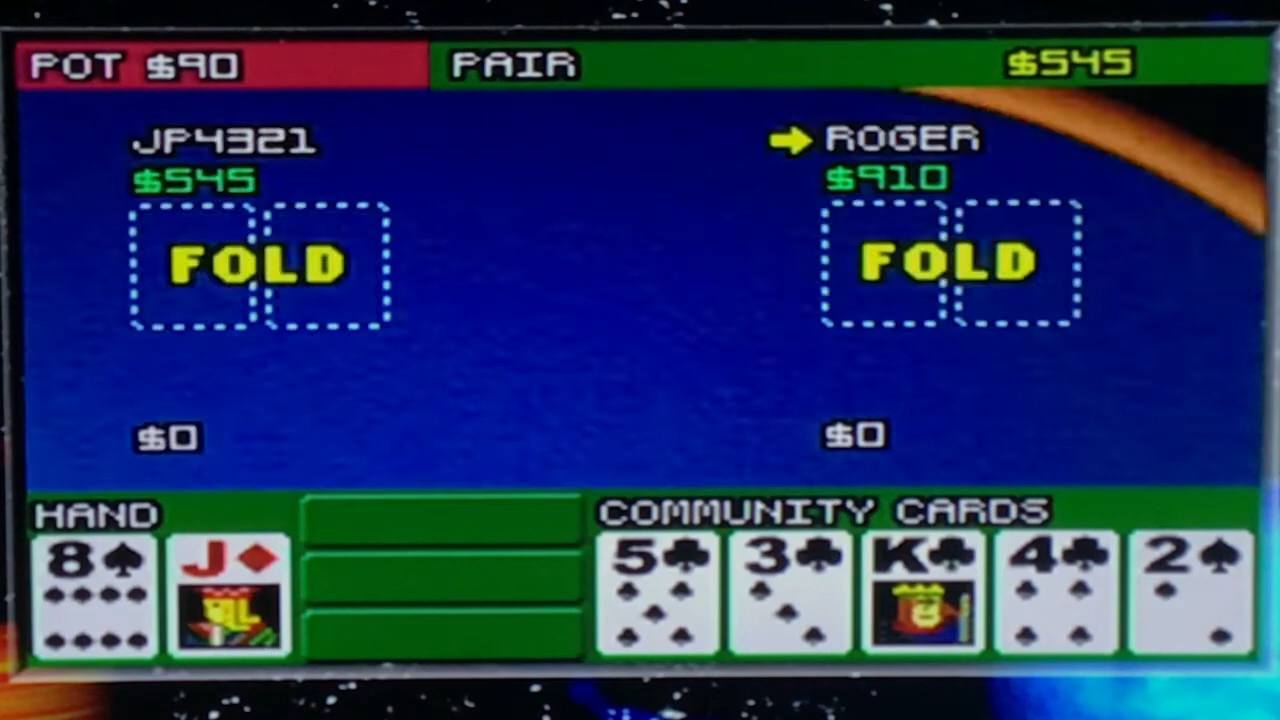 POT $90 PAIR $545
JP4321 ROGER
$545 $910
FOLD FOLD
$0 $0
HAND COMMUNITY CARDS
8 J 5 3 K 4 2